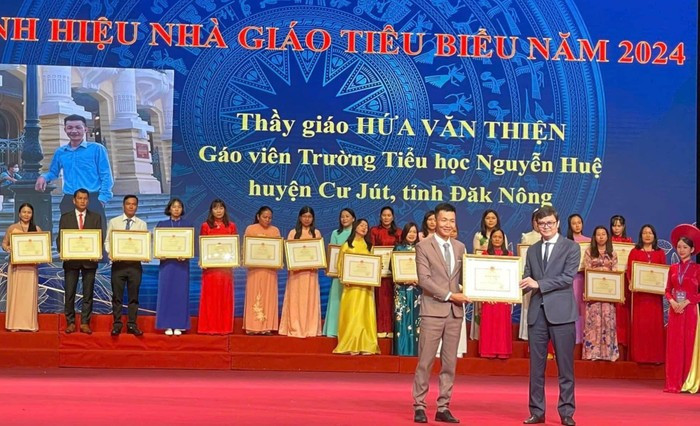 NH HIỆU NHÀ GIÁO TIÊU BIỂU NĂM 2024
Thầy giáo HỨA VĂN THIỆN
Gáo viên Trường Tiểu học Nguyễn Huệ
huyện Cư Jút, tỉnh Đăk Nông